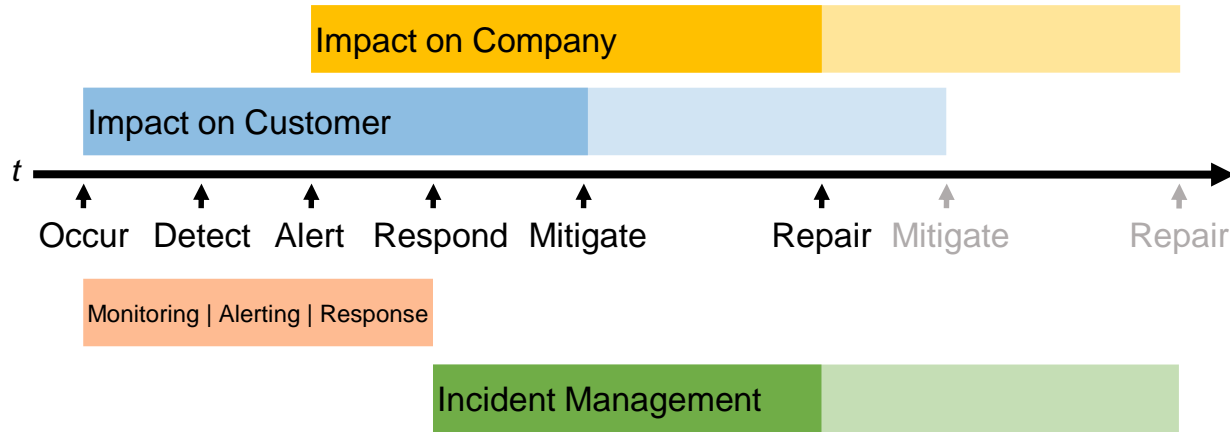 Impact on Company
Impact on Customer
t
Occur Detect Alert Respond Mitigate Repair Mitigate Repair
Monitoring | Alerting | Response
Incident Management